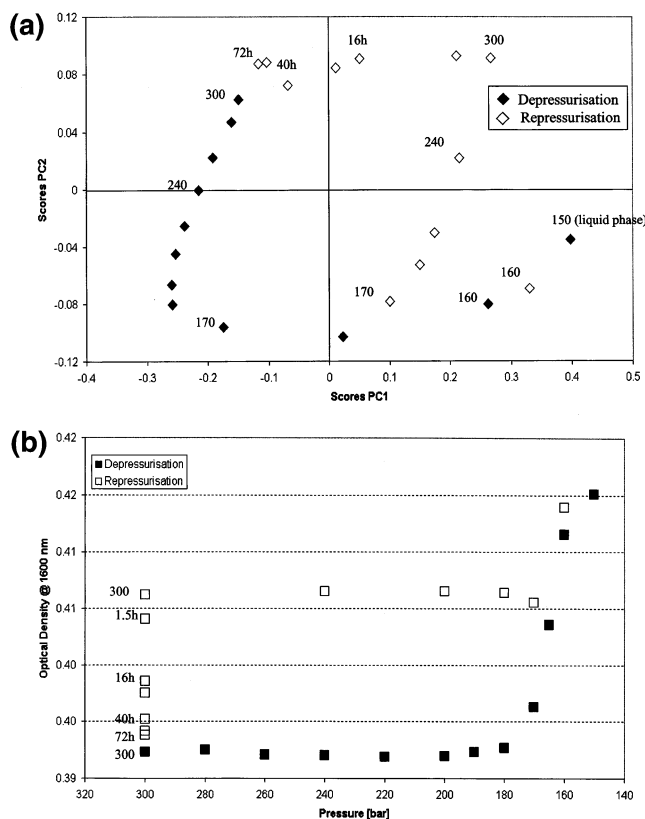 (a)
0.12
72h
16h
300
40h
0.08
300
Depressurisation
Repressurisation
0.04
240
Scores PC2
240
0
150 (liquid phase)
-0.04
160
170
160
-0.08
170
-0.12
-0.4 -0.3 -0.2 -0.1 0 0.1 0.2 0.3 0.4 0.5
Scores PC1
(b)
0.42
Depressurisation
Repressurisation
0.42
0.41
Optical Density @ 1600 nm
300
0.41
1.5h
0.40
16h
40h
0.40
72h
300
0.39
320 300 280 260 240 220 200 180 160 140
Pressure [bar]